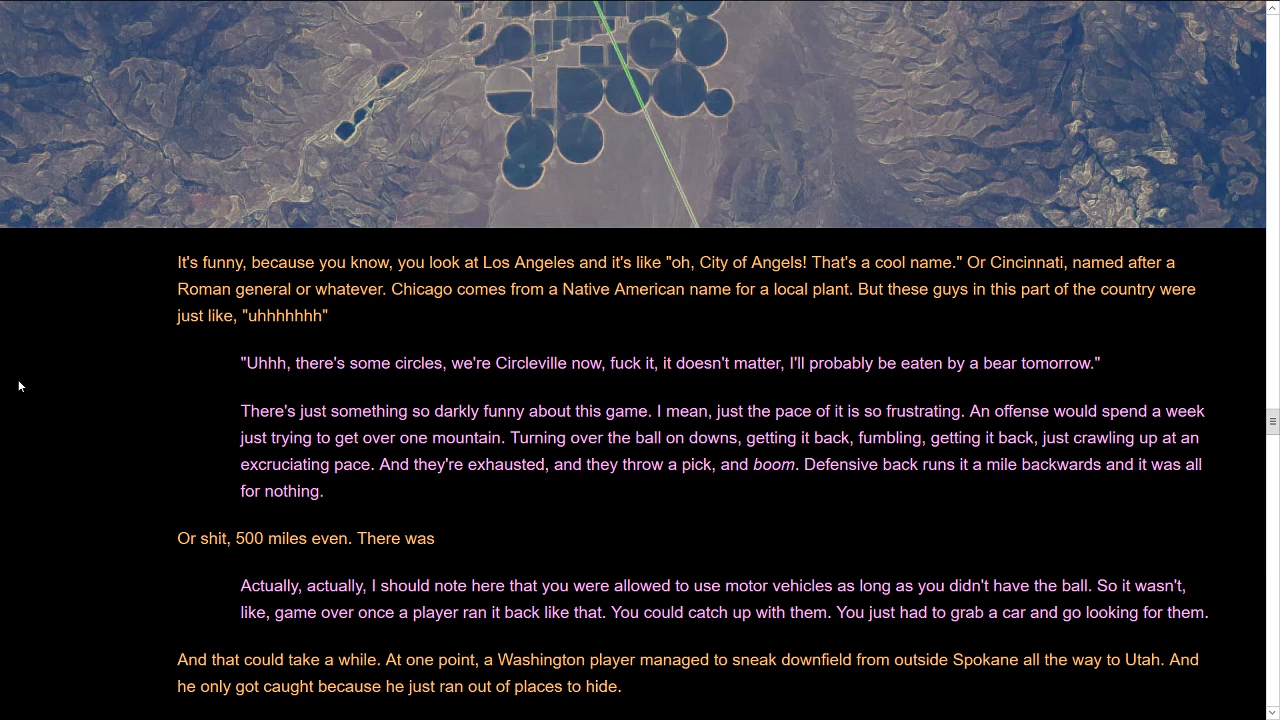 It's funny, because you know, you look at Los Angeles and it's like "oh, City of Angels! That's a cool name." Or Cincinnati, named after a
Roman general or whatever. Chicago comes from a Native American name for a local plant. But these guys in this part of the country were
just like, "uhhhhhhh"
"Uhhh, there's some circles, we're Circleville now, fuck it, it doesn't matter, I'll probably be eaten by a bear tomorrow."
There's just something so darkly funny about this game. I mean, just the pace of it is so frustrating. An offense would spend a week
just trying to get over one mountain. Turning over the ball on downs, getting it back, fumbling, getting it back, just crawling up at an
excruciating pace. And they're exhausted, and they throw a pick, and boom. Defensive back runs it a mile backwards and it was all
for nothing.
Or shit, 500 miles even. There was
Actually, actually, I should note here that you were allowed to use motor vehicles as long as you didn't have the ball. So it wasn't,
like, game over once a player ran it back like that. You could catch up with them. You just had to grab a car and go looking for them.
And that could take a while. At one point, a Washington player managed to sneak downfield from outside Spokane all the way to Utah. And
he only got caught because he just ran out of places to hide.